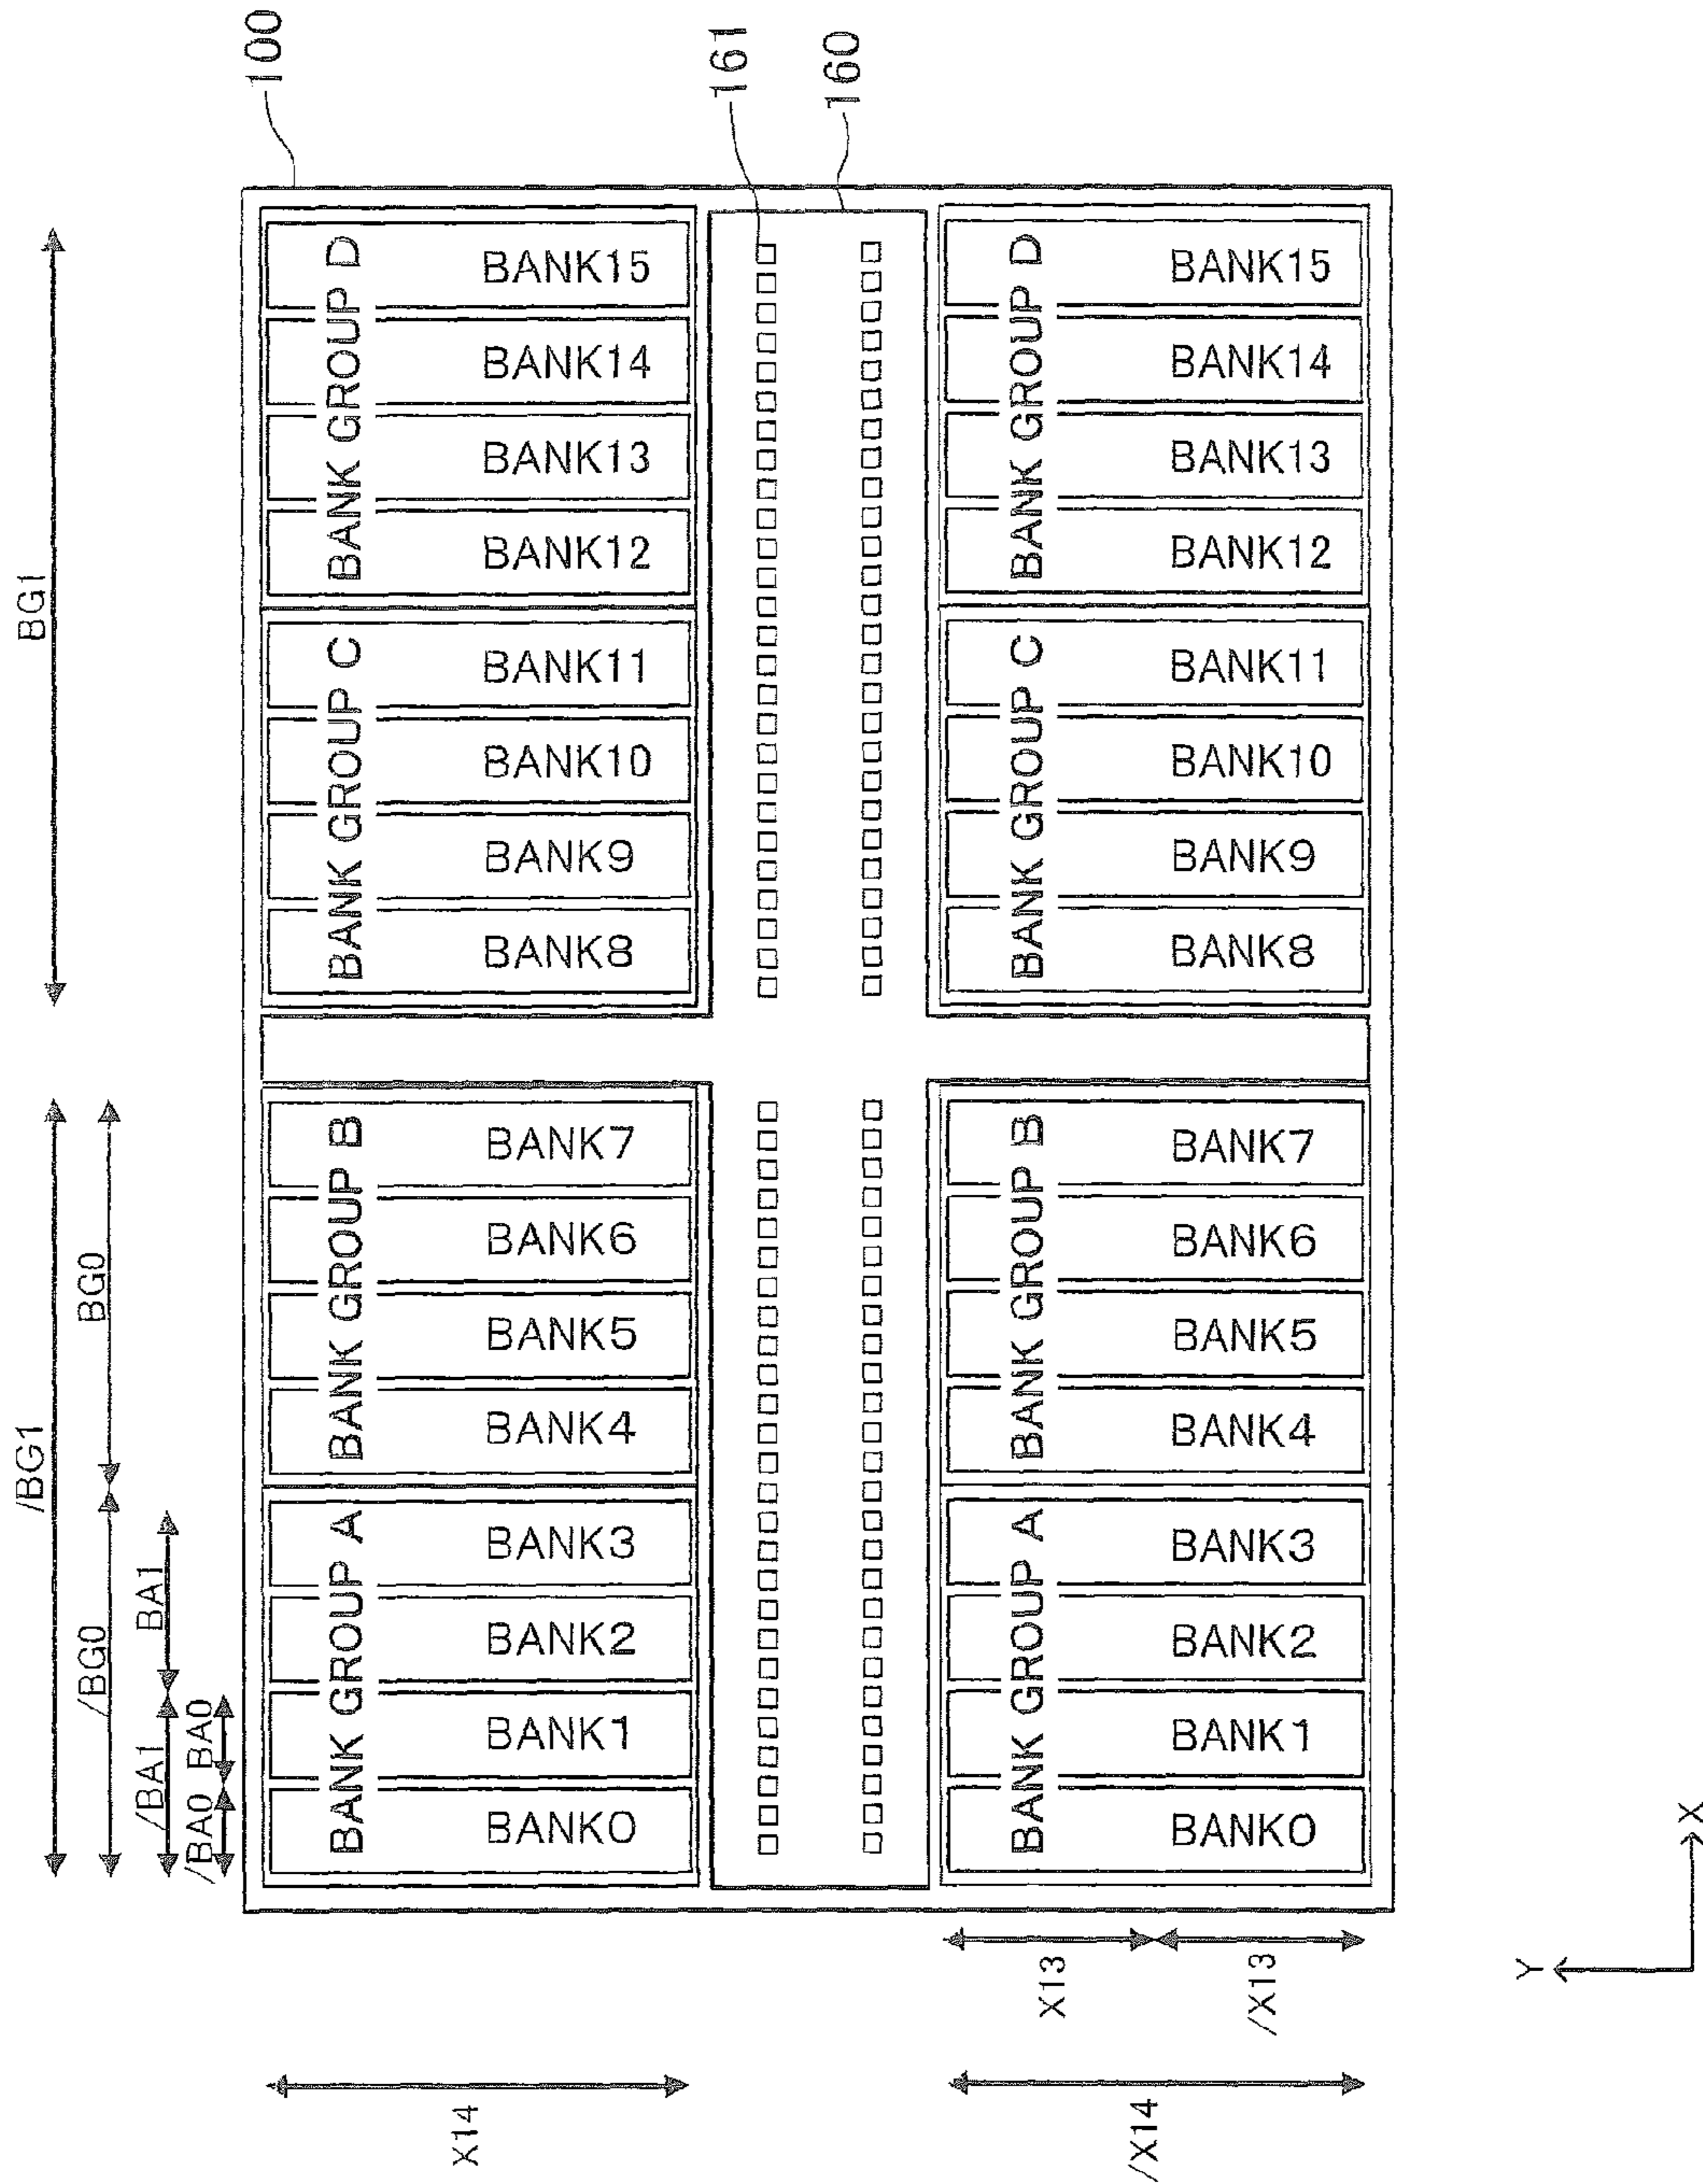 BG1
/BG1
/BG0
BG0
/BA1
BA1
/BA0
BA0
100
161
160
BANK GROUP A
BANK GROUP B
BANK GROUP C
BANK GROUP D
BANK0
BANK1
BANK2
BANK3
BANK4
BANK5
BANK6
BANK7
BANK8
BANK9
BANK10
BANK11
BANK12
BANK13
BANK14
BANK15
BANK GROUP A
BANK GROUP B
BANK GROUP C
BANK GROUP D
BANK0
BANK1
BANK2
BANK3
BANK4
BANK5
BANK6
BANK7
BANK8
BANK9
BANK10
BANK11
BANK12
BANK13
BANK14
BANK15
X14
/X14
X13
/X13
Y
X